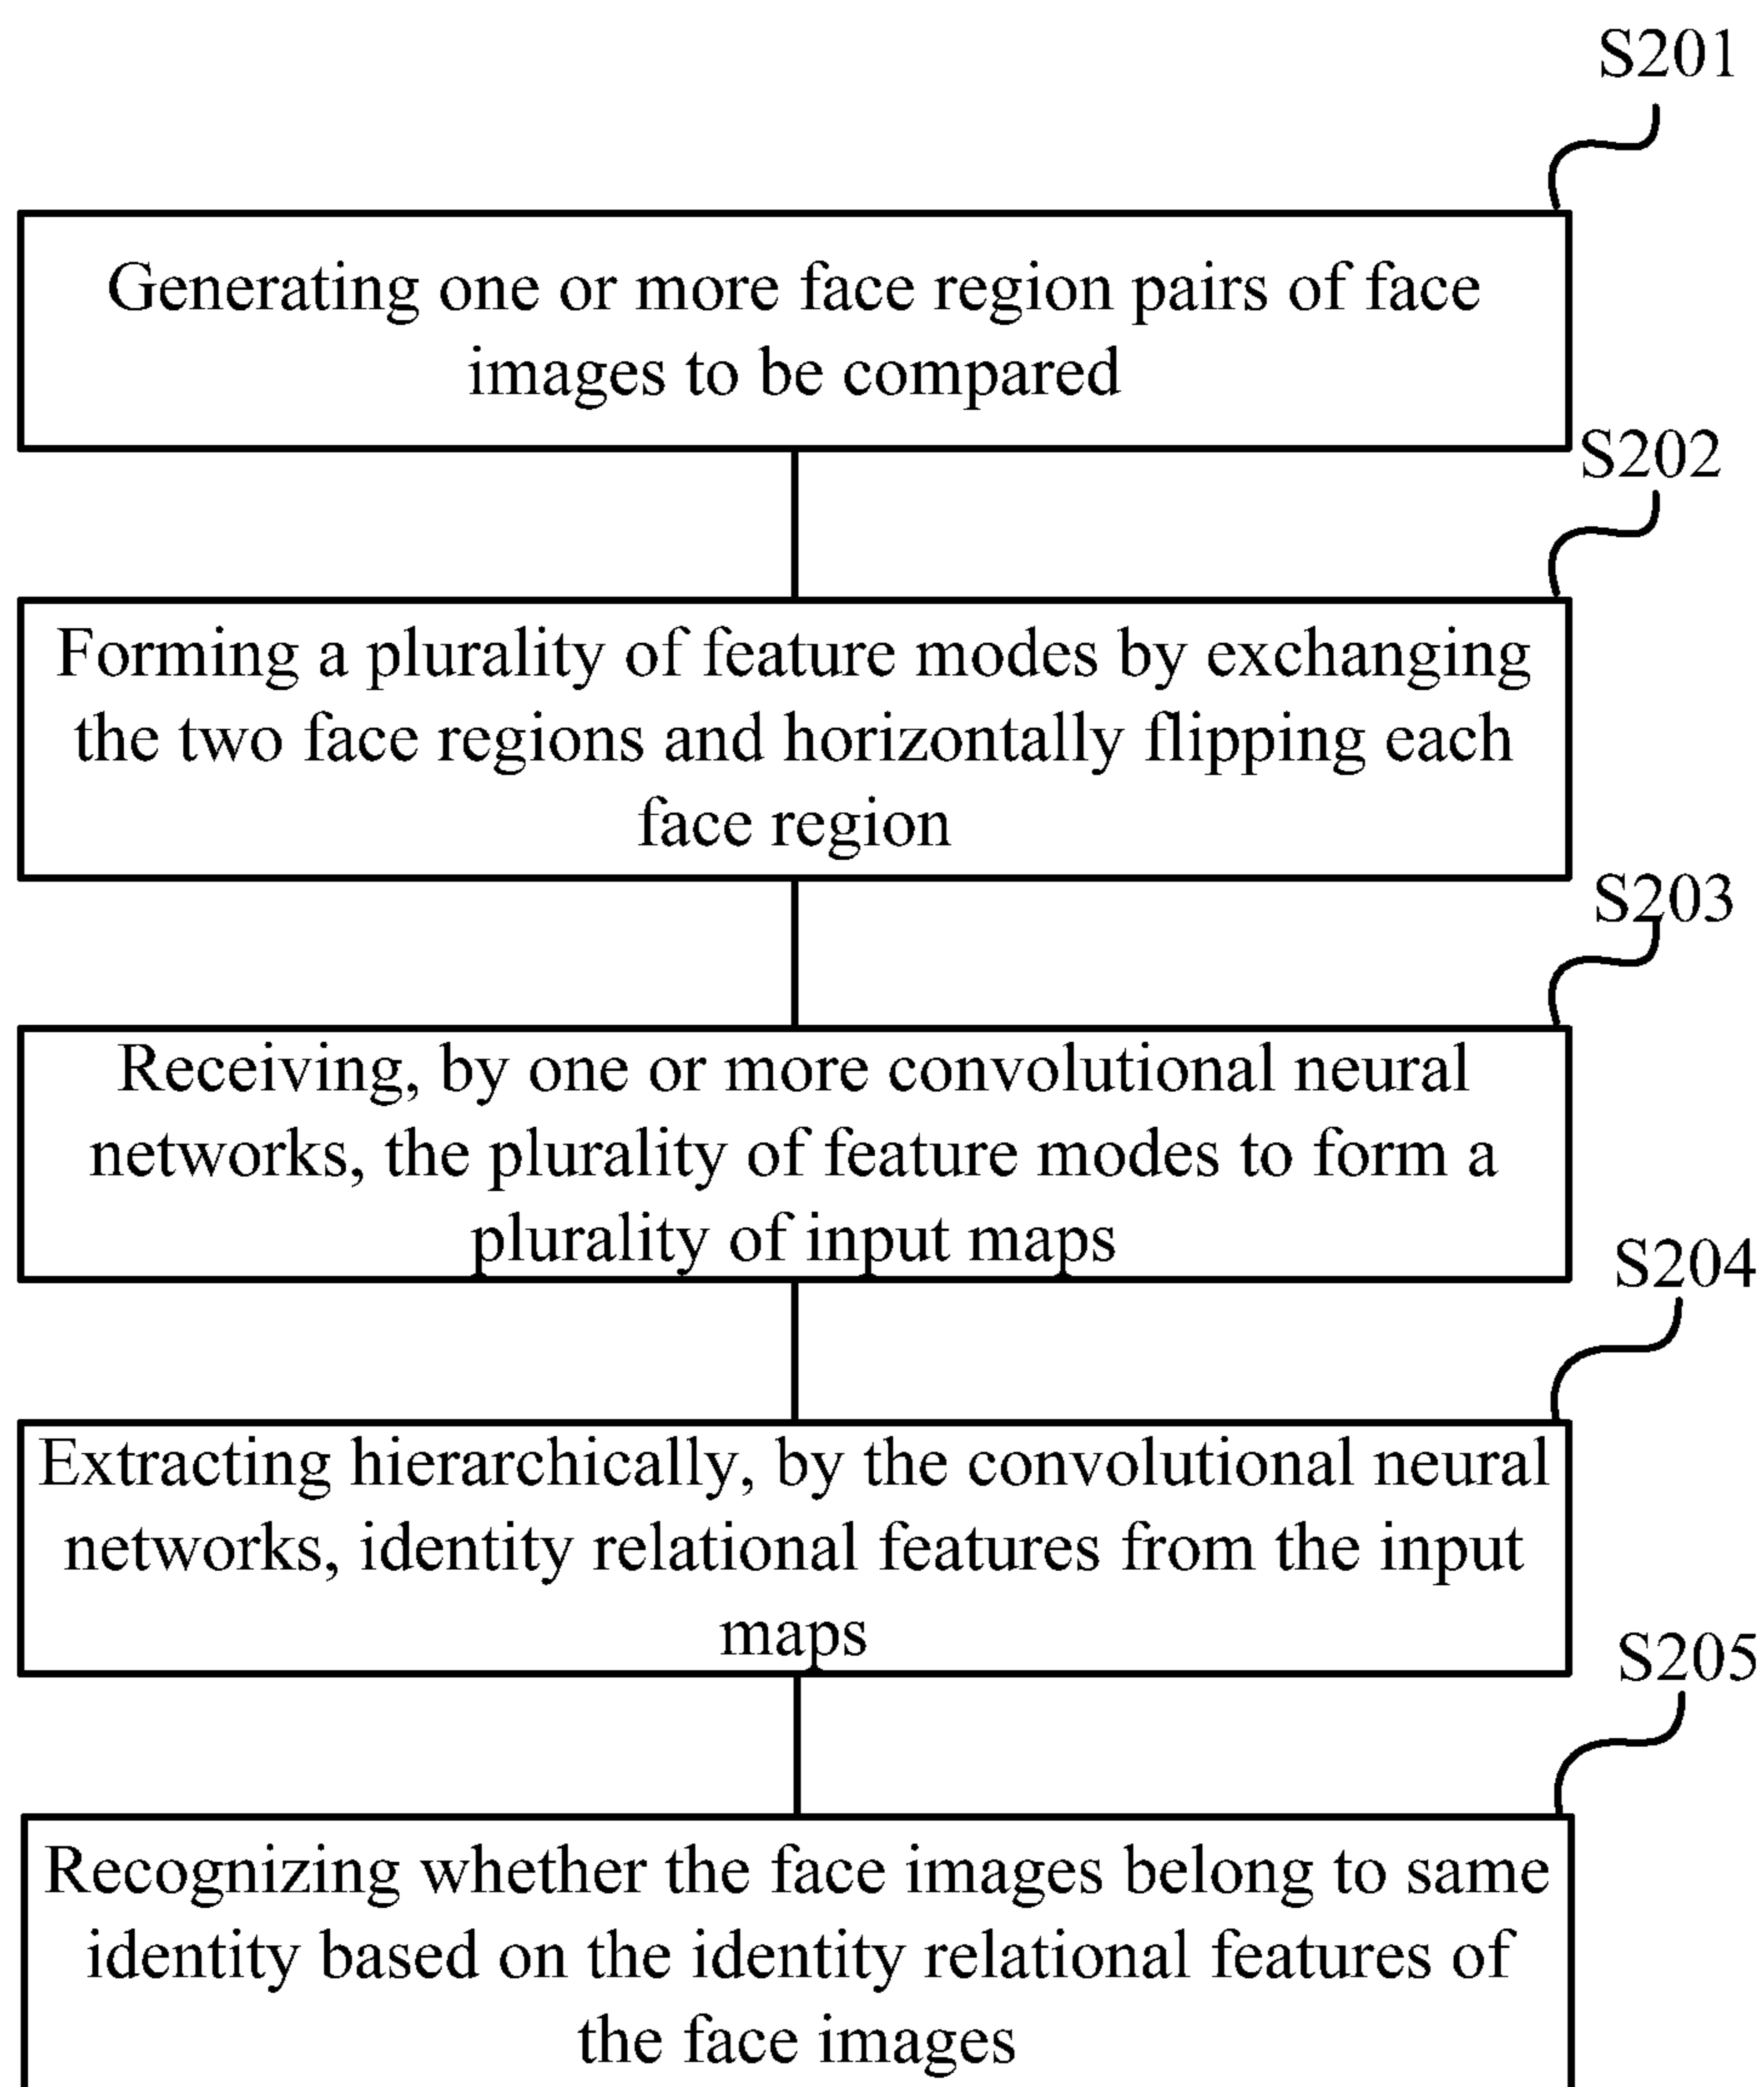 S201
Generating one or more face region pairs of face
images to be compared
S202
Forming a plurality of feature modes by exchanging
the two face regions and horizontally flipping each
face region
S203
Receiving, by one or more convolutional neural
networks, the plurality of feature modes to form a
plurality of input maps
S204
Extracting hierarchically, by the convolutional neural
networks, identity relational features from the input
maps
S205
Recognizing whether the face images belong to same
identity based on the identity relational features of
the face images